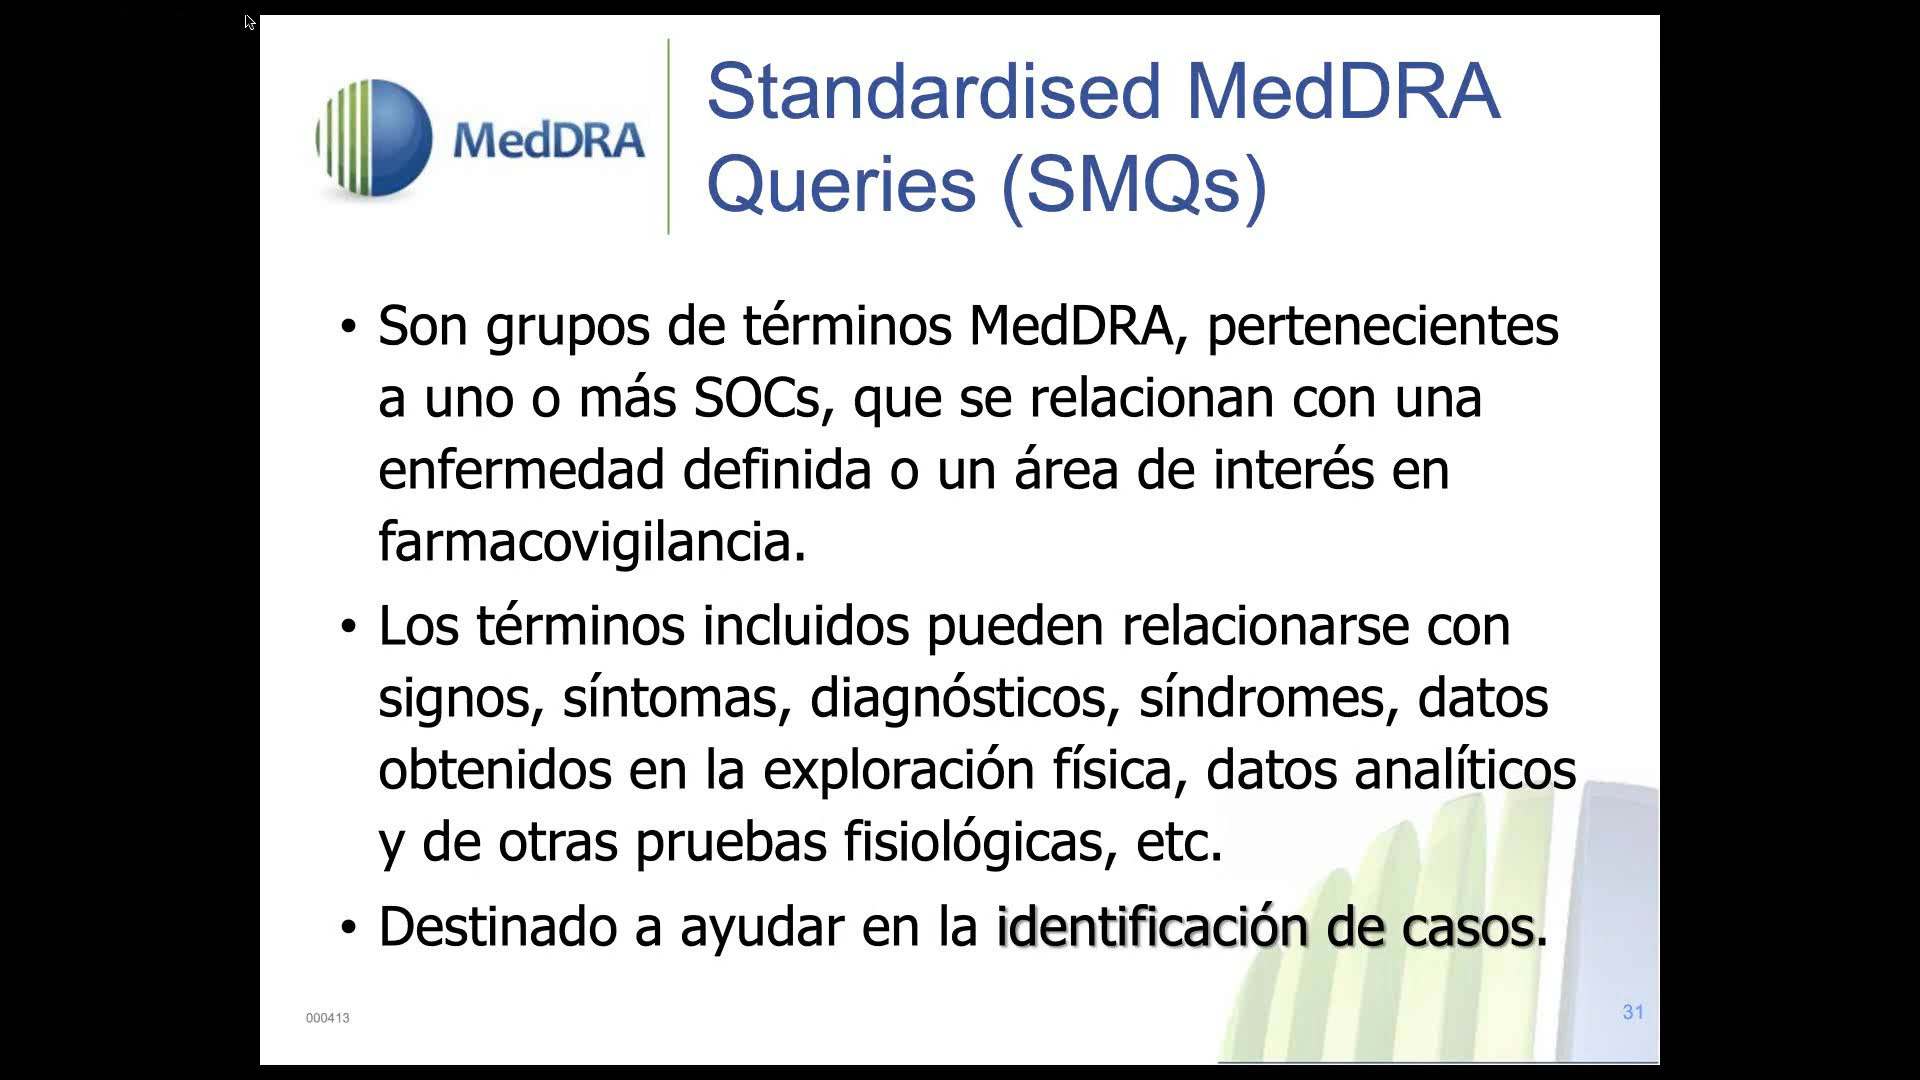 MedDRA
Standardised MedDRA
Queries (SMQs)
• Son grupos de términos MedDRA, pertenecientes
a uno o más SOCs, que se relacionan con una
enfermedad definida o un área de interés en
farmacovigilancia.
• Los términos incluidos pueden relacionarse con
signos, síntomas, diagnósticos, síndromes, datos
obtenidos en la exploración física, datos analíticos
y de otras pruebas fisiológicas, etc.
• Destinado a ayudar en la identificación de casos.
000413
31